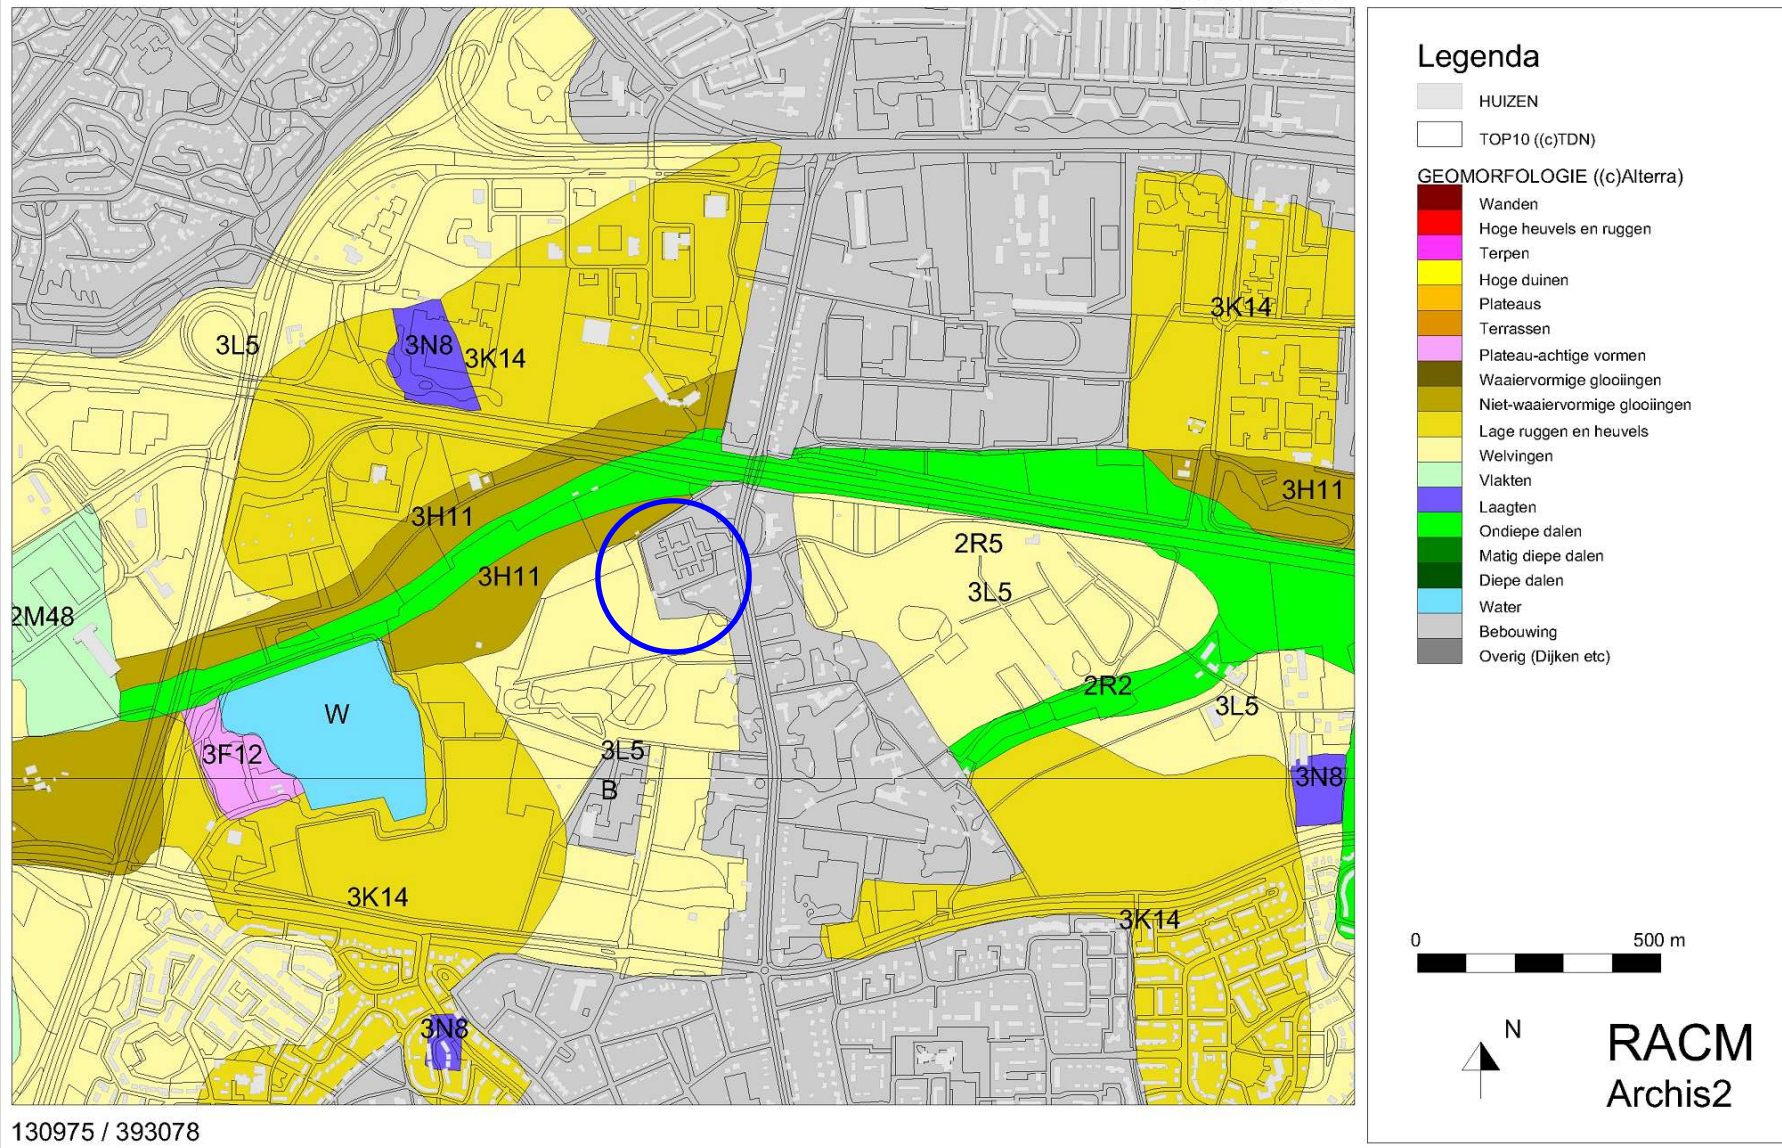 3L5
3N8
3K14
3K14
3H11
3H11
3H11
2R5
3L5
2M48
2R2
W
3L5
3F12
3L5
B
3N8
3K14
3K14
3N8
130975 / 393078
Legenda
HUIZEN
TOP10 ((c)TDN)
GEOMORFOLOGIE ((c)Alterra)
Wanden
Hoge heuvels en ruggen
Terpen
Hoge duinen
Plateaus
Terrassen
Plateau-achtige vormen
Waaiervormige glooiingen
Niet-waaiervormige glooiingen
Lage ruggen en heuvels
Welvingen
Vlakten
Laagten
Ondiepe dalen
Matig diepe dalen
Diepe dalen
Water
Bebouwing
Overig (Dijken etc)
0 500 m
N
RACM
Archis2